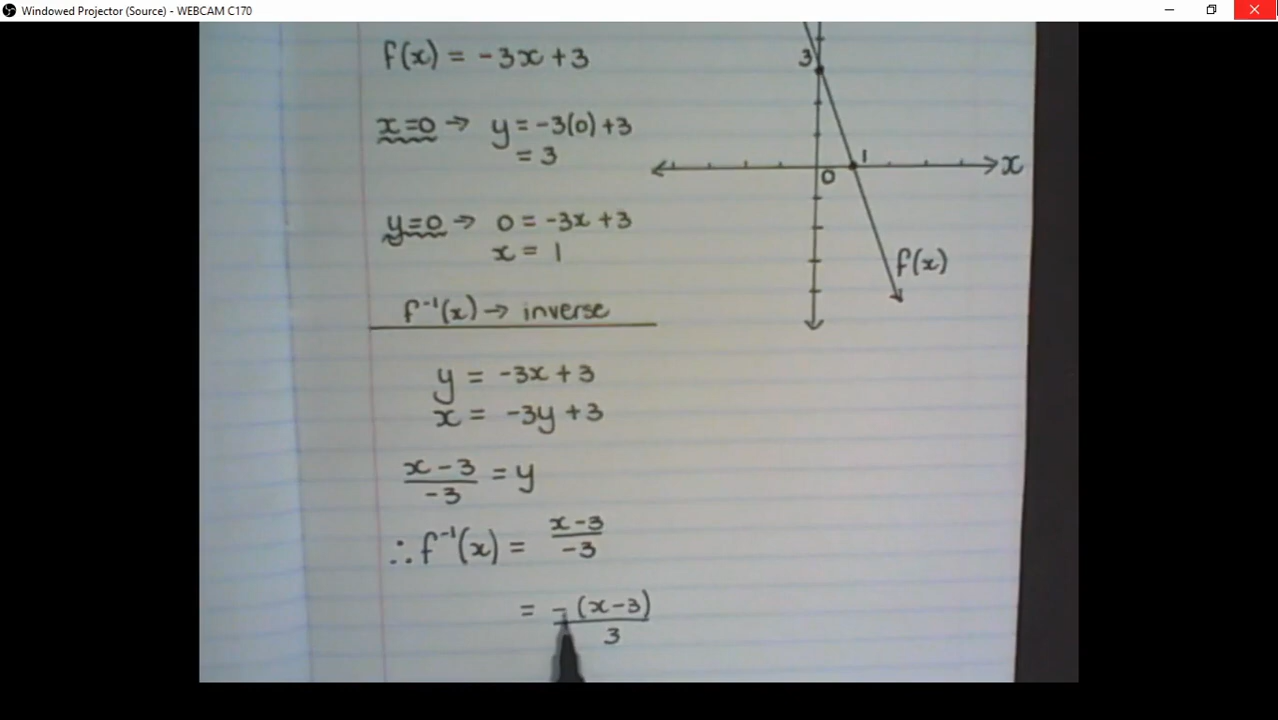 Windowed Projector (Source) - WEBCAM C170
f(x) = -3x + 3
x=0 → y = -3(0) + 3
= 3
y=0 → 0 = -3x + 3
x = 1
f⁻¹(x) → inverse
y = -3x + 3
x = -3y + 3
x - 3
-3
= y
∴ f⁻¹(x) =
x - 3
-3
= -(x-3)
3
3
1
0
x
f(x)